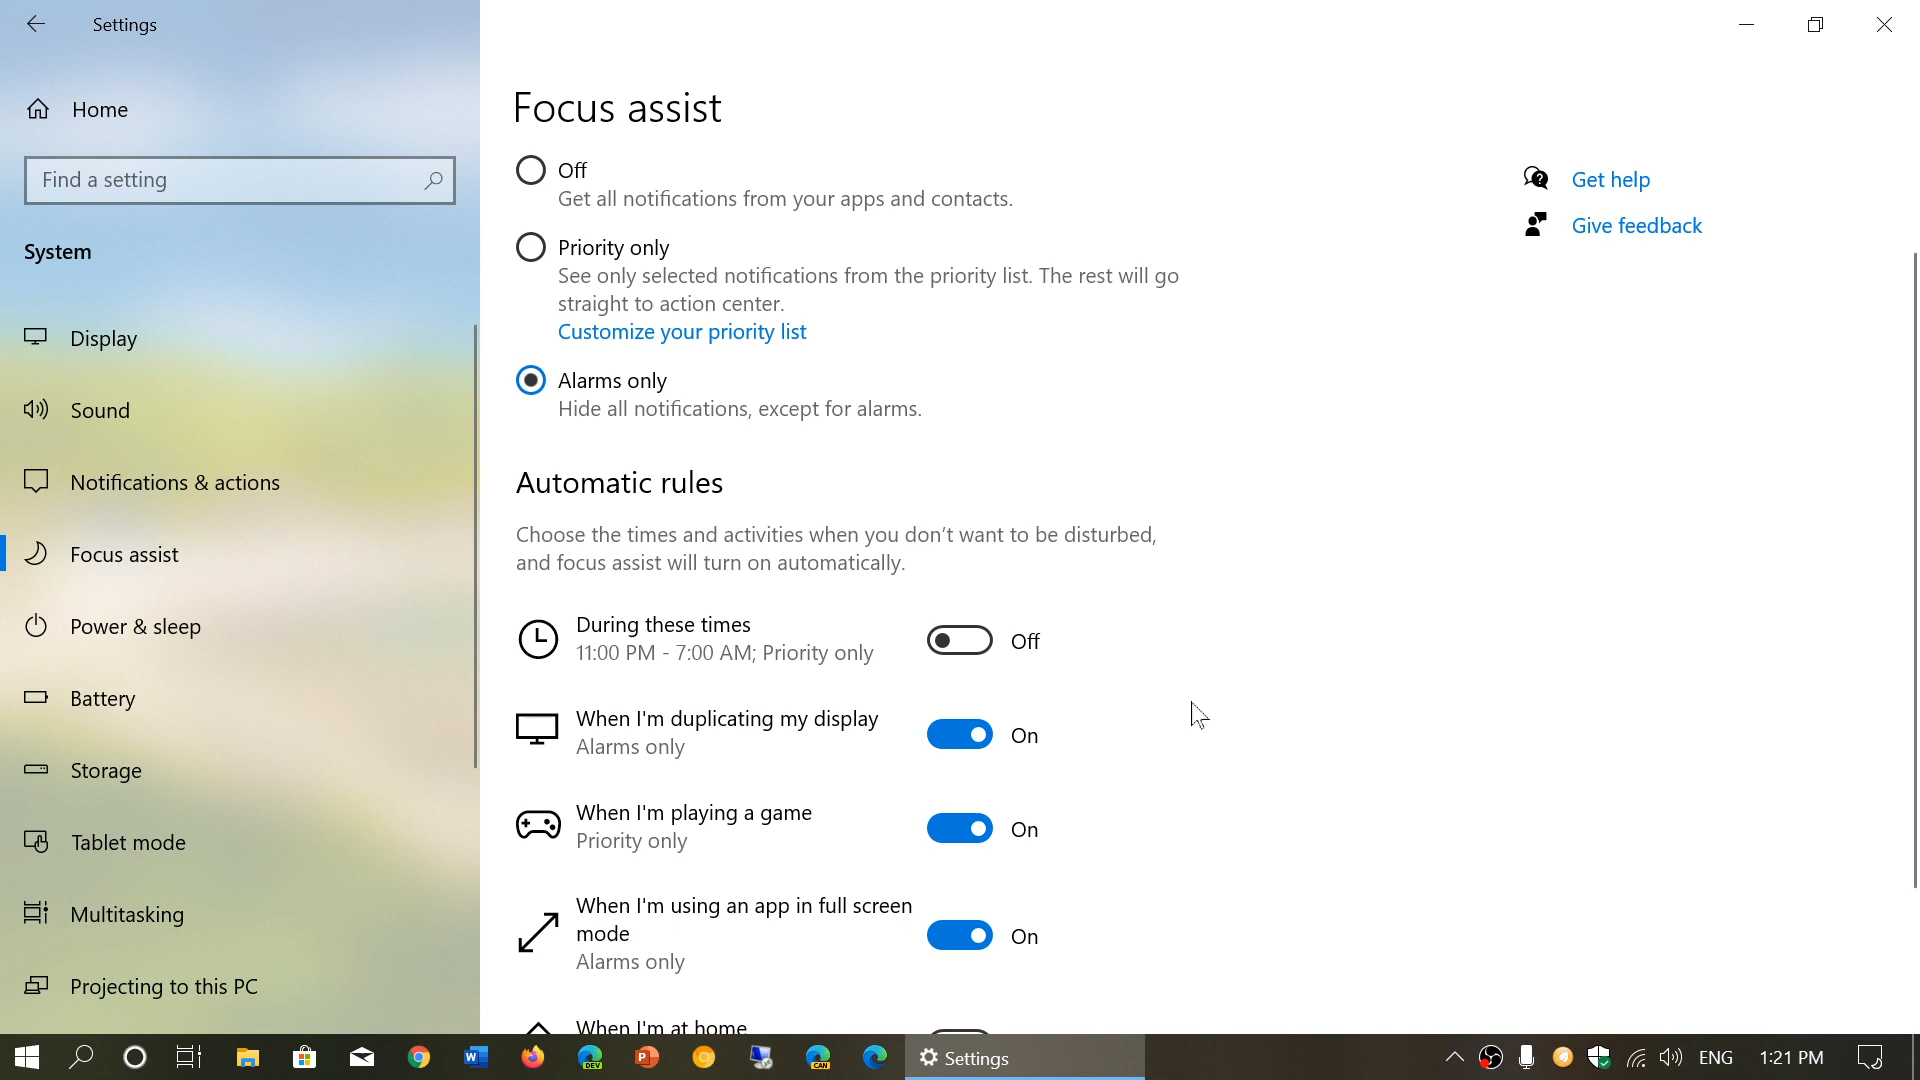 Settings
Home
Find a setting
System
Display
Sound
Notifications & actions
Focus assist
Power & sleep
Battery
Storage
Tablet mode
Multitasking
Projecting to this PC
Focus assist
Off
Get all notifications from your apps and contacts.
Priority only
See only selected notifications from the priority list. The rest will go
straight to action center.
Customize your priority list
Alarms only
Hide all notifications, except for alarms.
Automatic rules
Choose the times and activities when you don’t want to be disturbed,
and focus assist will turn on automatically.
During these times
11:00 PM - 7:00 AM; Priority only
Off
When I'm duplicating my display
Alarms only
On
When I'm playing a game
Priority only
On
When I'm using an app in full screen
mode
Alarms only
On
When I'm at home
Get help
Give feedback
DEV
CAN
Settings
ENG
1:21 PM